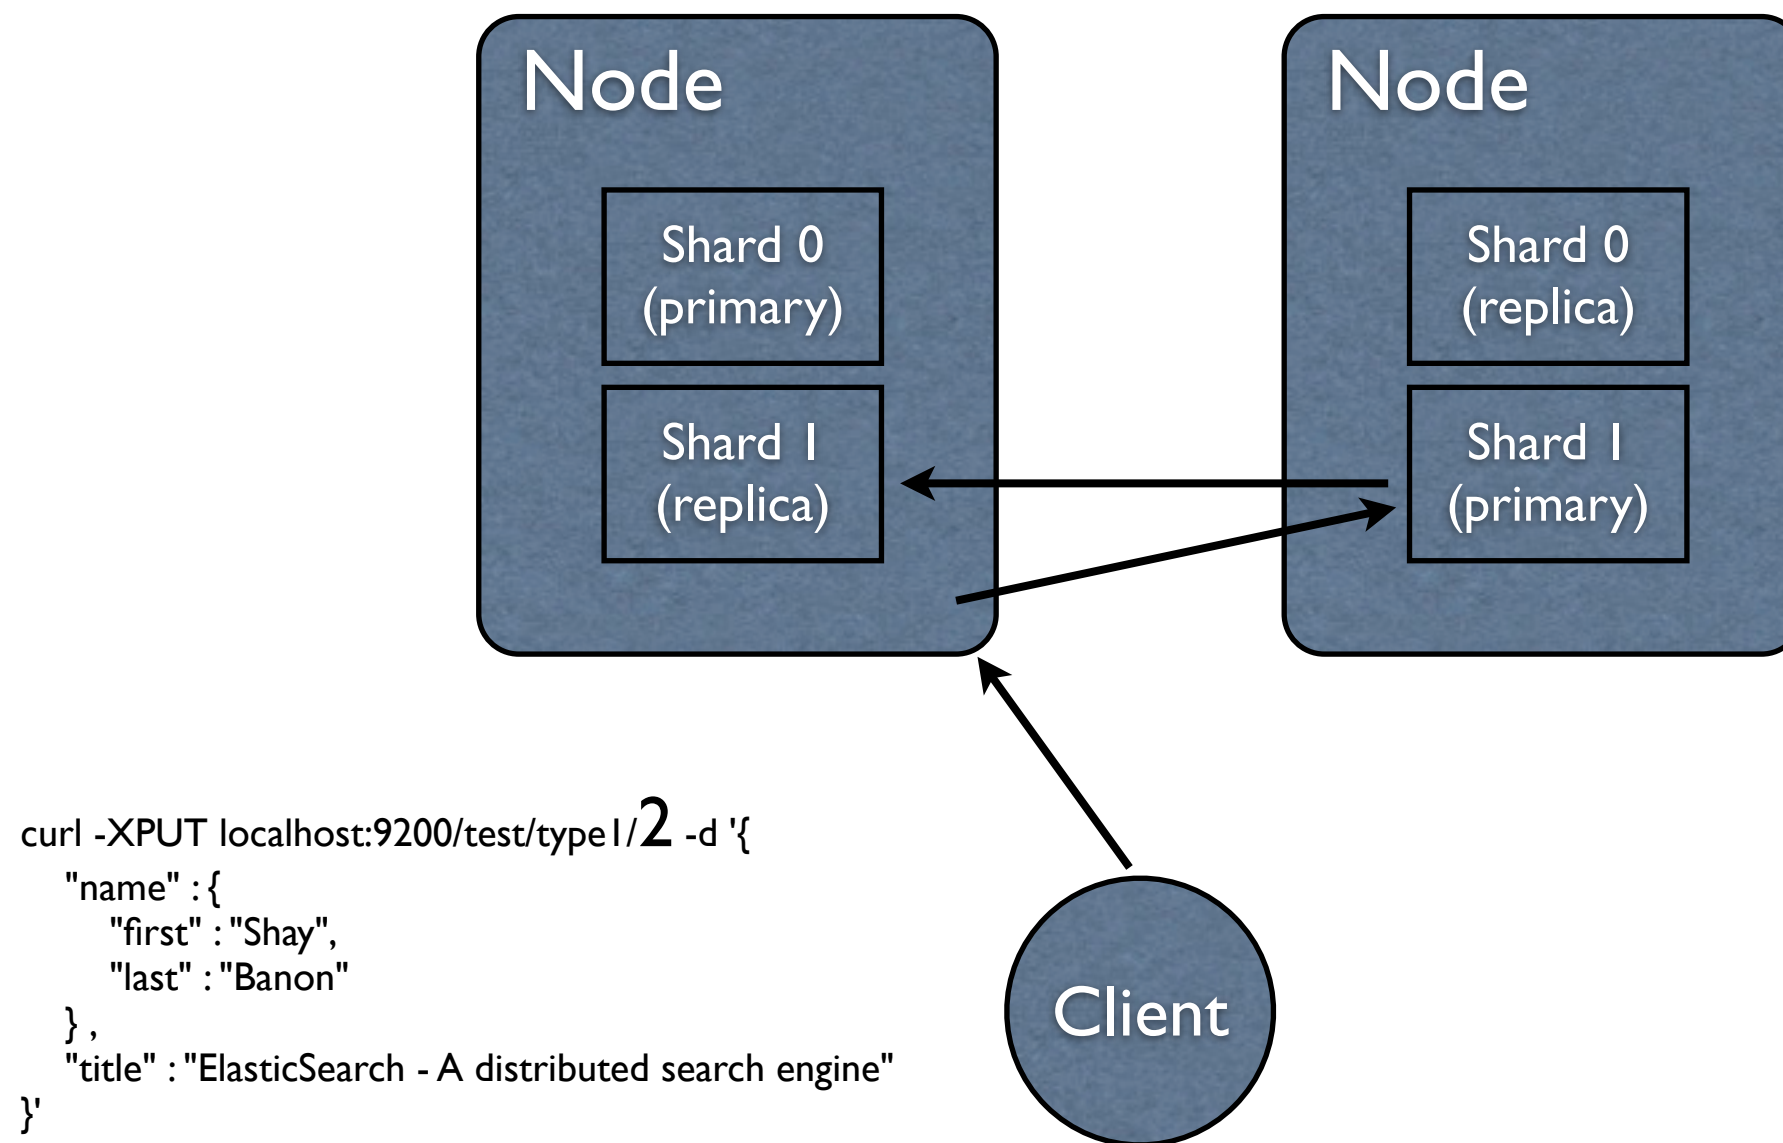 Node
Shard 0
(primary)
Shard 1
(replica)
Node
Shard 0
(replica)
Shard 1
(primary)
curl -XPUT localhost:9200/test/type1/2 -d '{
"name" : {
"first" : "Shay",
"last" : "Banon"
} ,
"title" : "ElasticSearch - A distributed search engine"
}'
Client